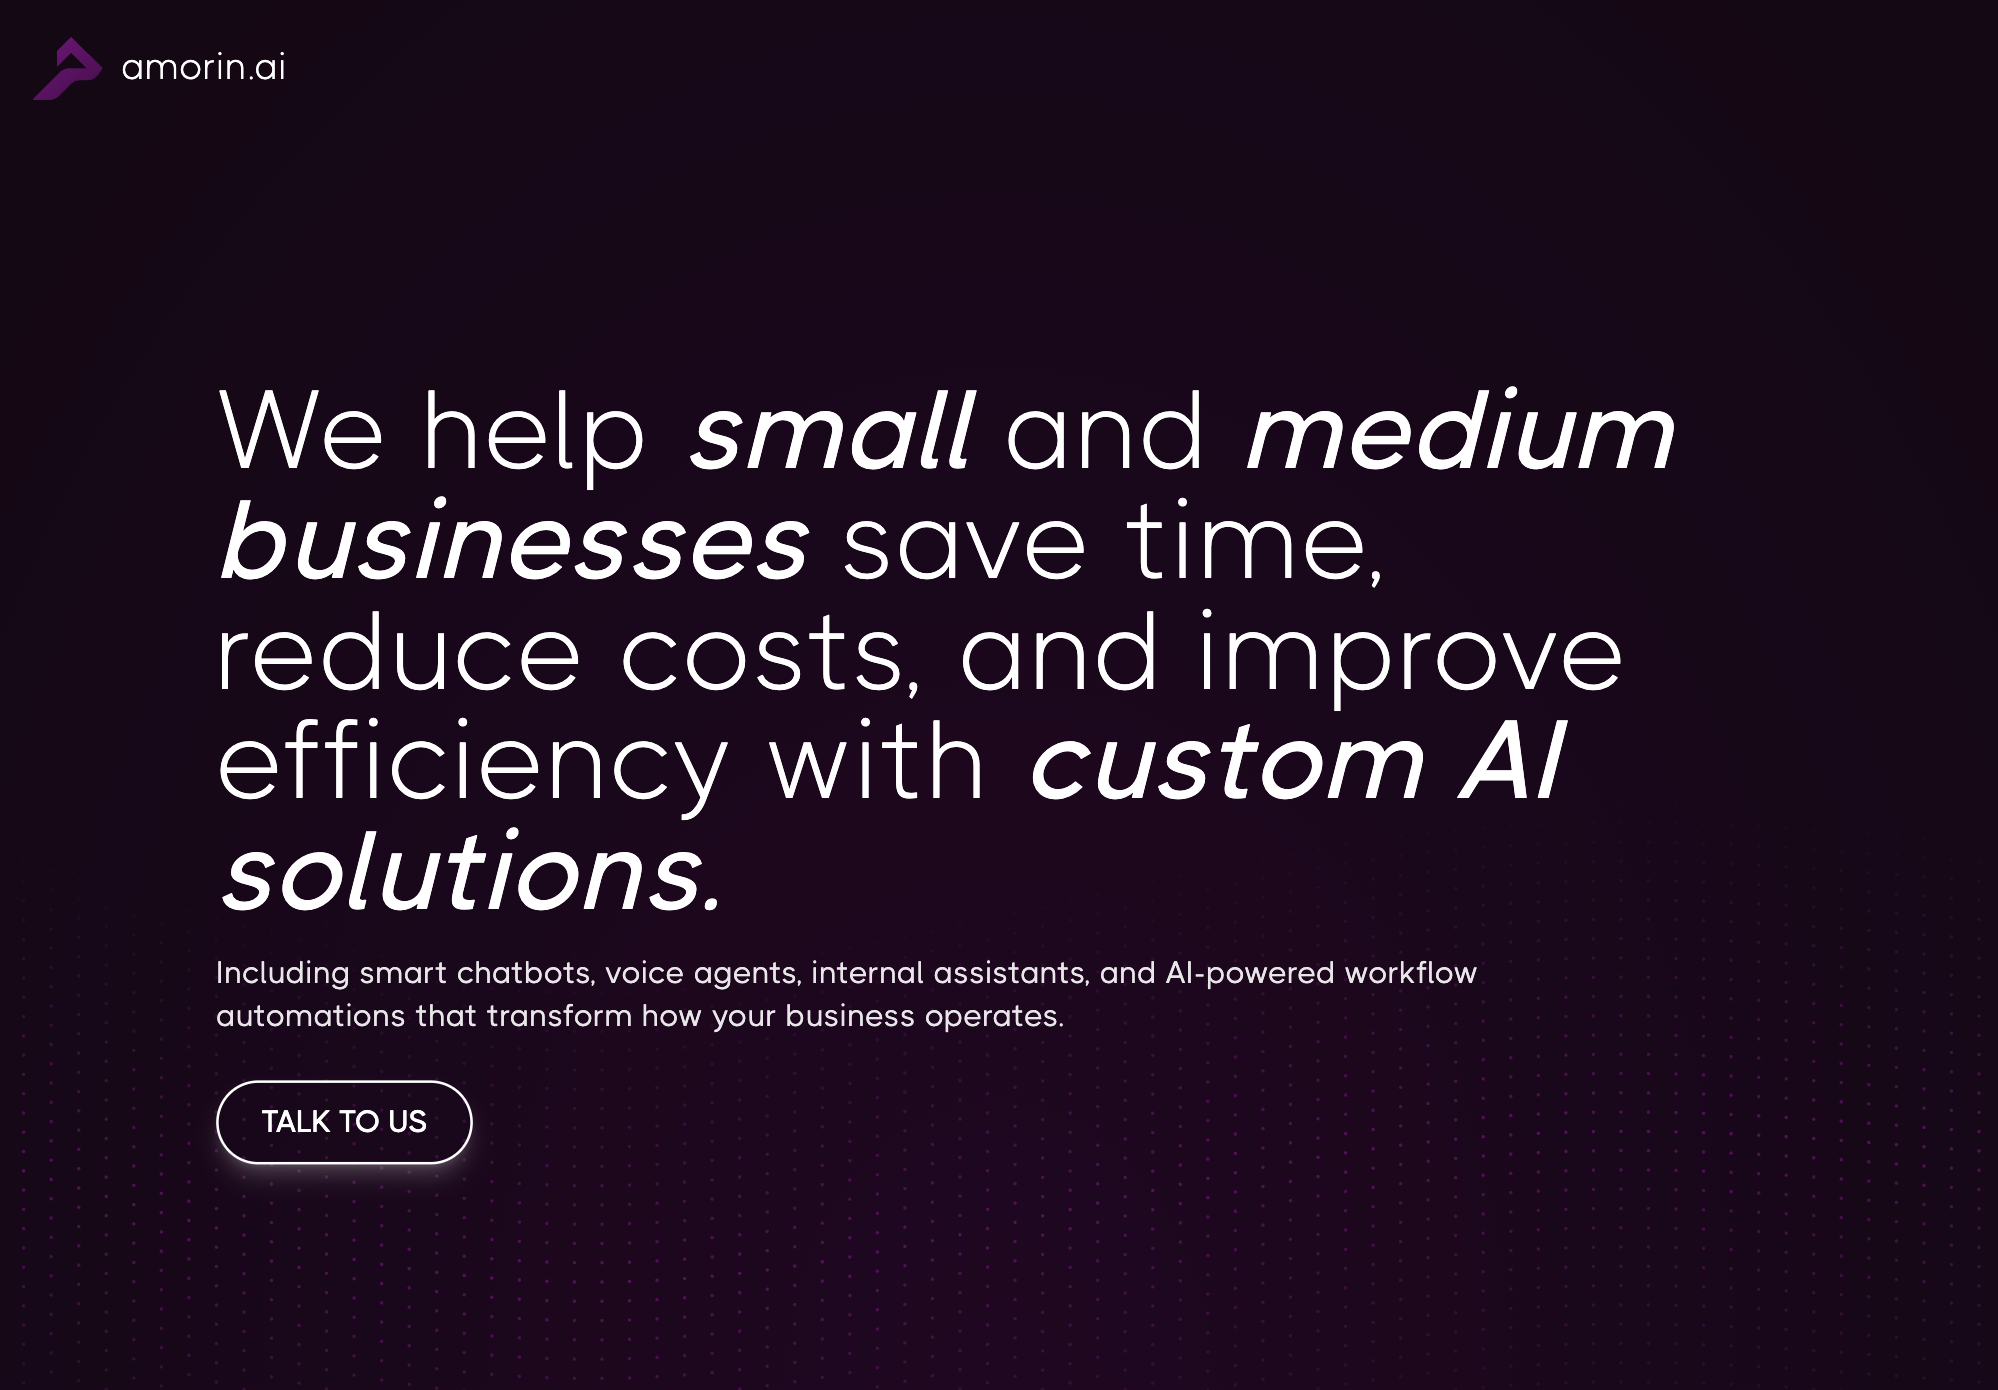 amorin.ai
We help small and medium
businesses save time,
reduce costs, and improve
efficiency with custom AI
solutions.
Including smart chatbots, voice agents, internal assistants, and AI-powered workflow
automations that transform how your business operates.
TALK TO US